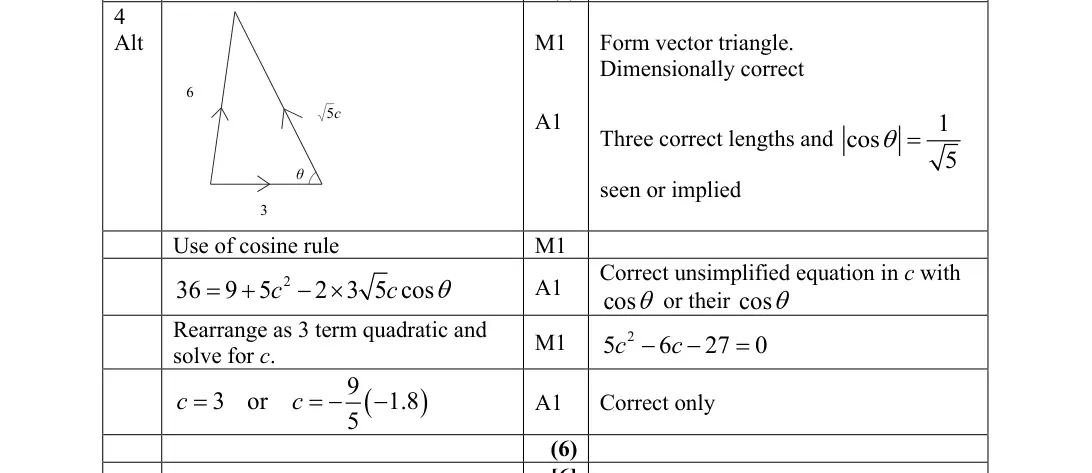 4
Alt
6
√5c
θ
3
M1
Form vector triangle.
Dimensionally correct
A1
Three correct lengths and |cos θ| = 1/√5
seen or implied
Use of cosine rule
M1
36 = 9 + 5c² − 2 × 3√5c cos θ
A1
Correct unsimplified equation in c with
cos θ or their cos θ
Rearrange as 3 term quadratic and
solve for c.
M1
5c² − 6c − 27 = 0
c = 3 or c = −9/5 (−1.8)
A1
Correct only
(6)